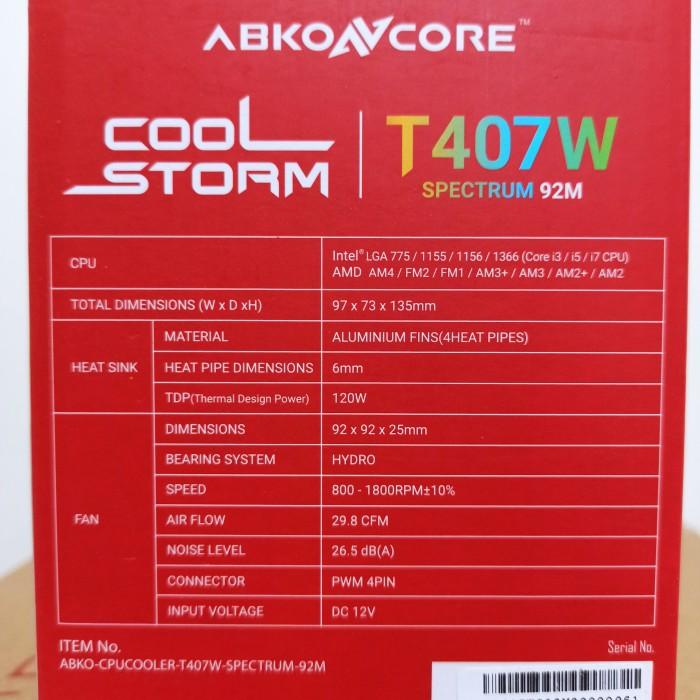 ABKONCORE™
COOL STORM
T407W
SPECTRUM 92M
CPU
Intel® LGA 775 / 1155 / 1156 / 1366 (Core i3 / i5 / i7 CPU)
AMD AM4 / FM2 / FM1 / AM3+ / AM3 / AM2+ / AM2
TOTAL DIMENSIONS (W x D xH) 97 x 73 x 135mm
HEAT SINK
MATERIAL ALUMINIUM FINS(4HEAT PIPES)
HEAT PIPE DIMENSIONS 6mm
TDP(Thermal Design Power) 120W
FAN
DIMENSIONS 92 x 92 x 25mm
BEARING SYSTEM HYDRO
SPEED 800 - 1800RPM±10%
AIR FLOW 29.8 CFM
NOISE LEVEL 26.5 dB(A)
CONNECTOR PWM 4PIN
INPUT VOLTAGE DC 12V
ITEM No.
ABKO-CPUCOOLER-T407W-SPECTRUM-92M
Serial No.